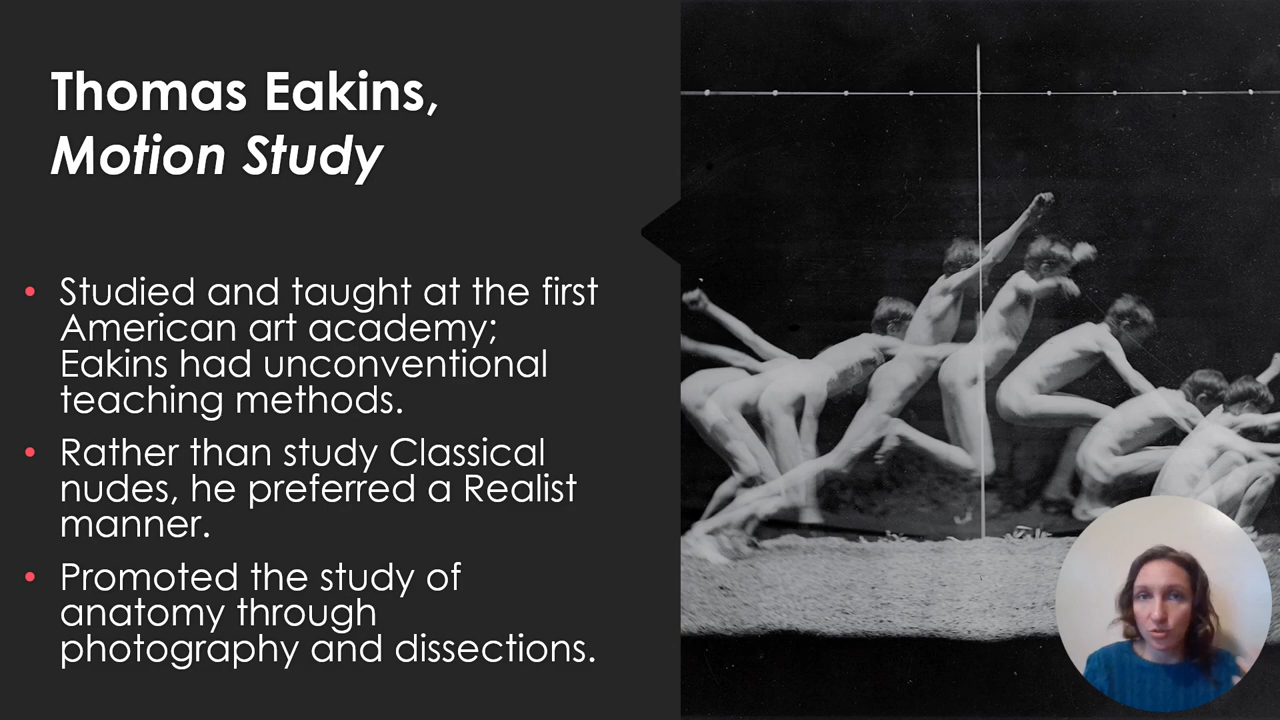 Thomas Eakins,
Motion Study
• Studied and taught at the first
American art academy;
Eakins had unconventional
teaching methods.
• Rather than study Classical
nudes, he preferred a Realist
manner.
• Promoted the study of
anatomy through
photography and dissections.